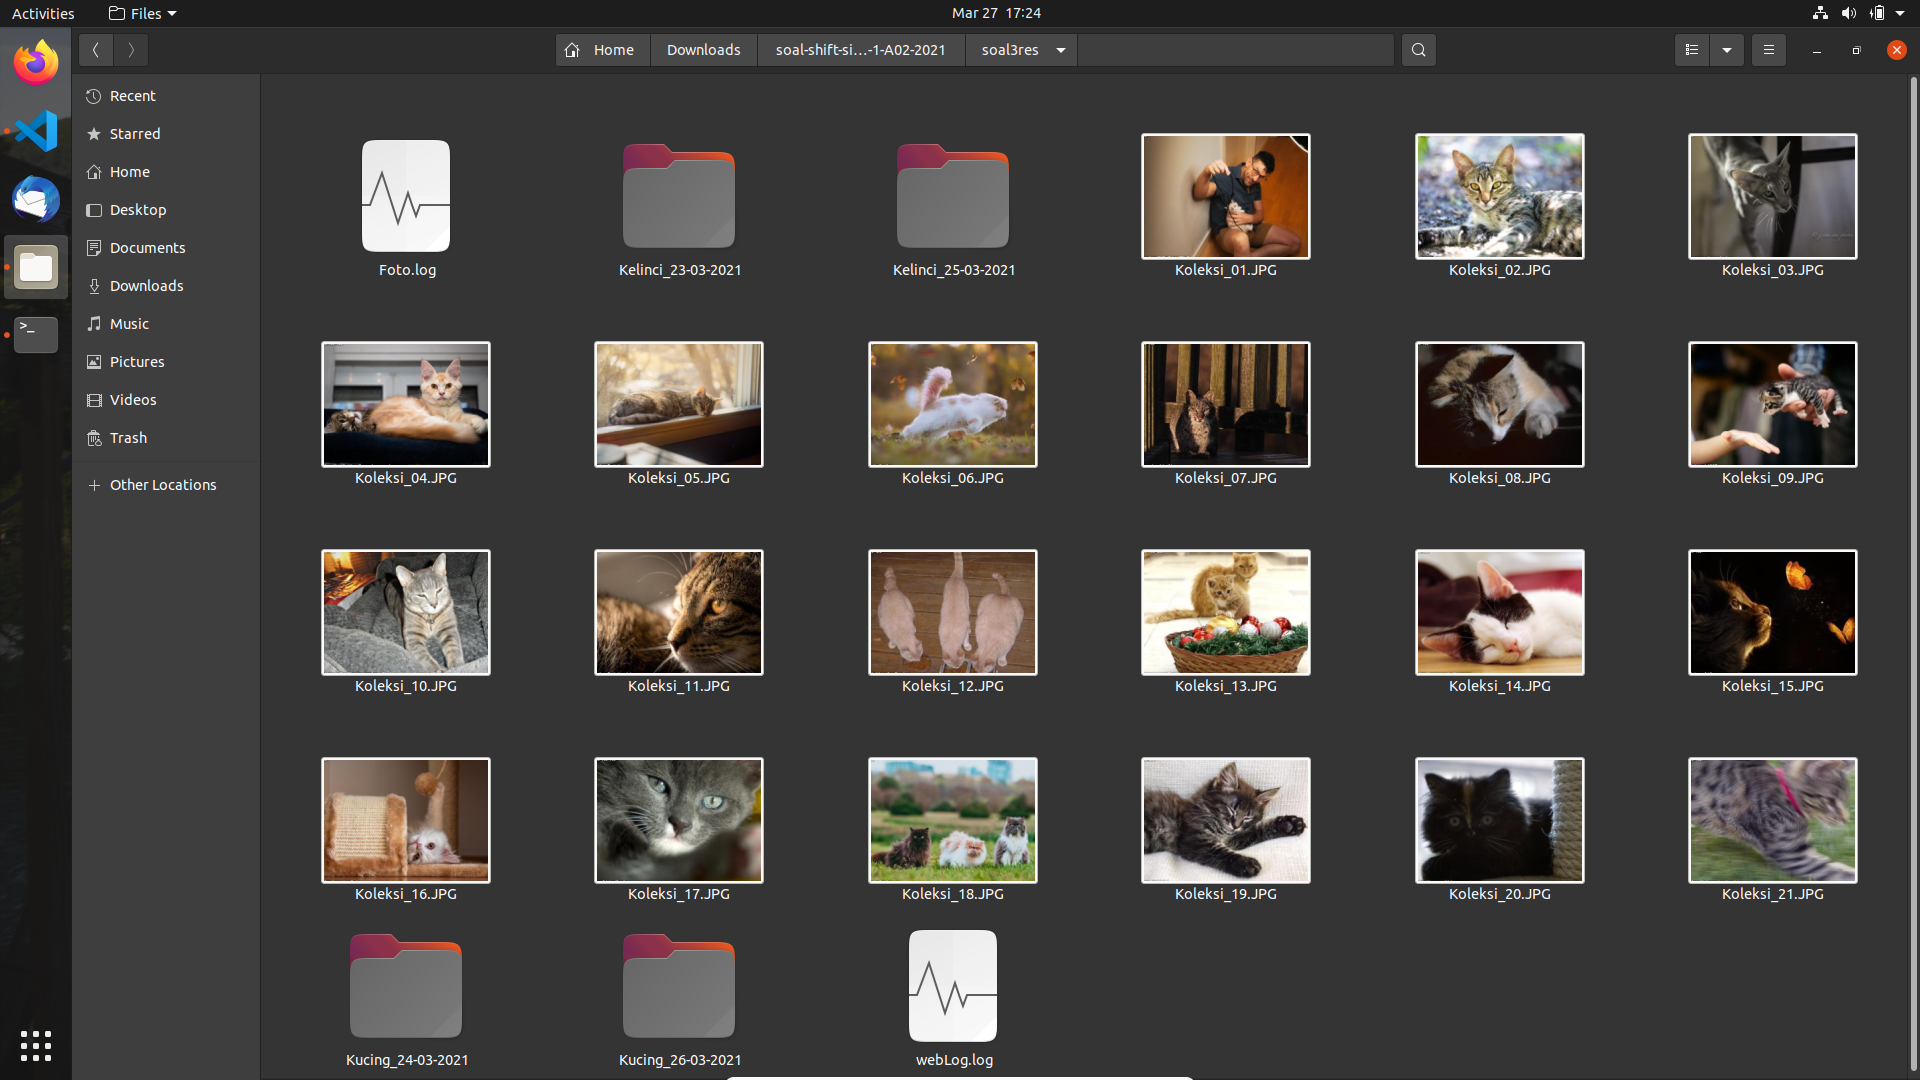 Activities
Files
Mar 27 17:24
Home
Downloads
soal-shift-si…-1-A02-2021
soal3res
Recent
Starred
Home
Desktop
Documents
Downloads
Music
Pictures
Videos
Trash
Other Locations
Foto.log
Kelinci_23-03-2021
Kelinci_25-03-2021
Koleksi_01.JPG
Koleksi_02.JPG
Koleksi_03.JPG
Koleksi_04.JPG
Koleksi_05.JPG
Koleksi_06.JPG
Koleksi_07.JPG
Koleksi_08.JPG
Koleksi_09.JPG
Koleksi_10.JPG
Koleksi_11.JPG
Koleksi_12.JPG
Koleksi_13.JPG
Koleksi_14.JPG
Koleksi_15.JPG
Koleksi_16.JPG
Koleksi_17.JPG
Koleksi_18.JPG
Koleksi_19.JPG
Koleksi_20.JPG
Koleksi_21.JPG
Kucing_24-03-2021
Kucing_26-03-2021
webLog.log